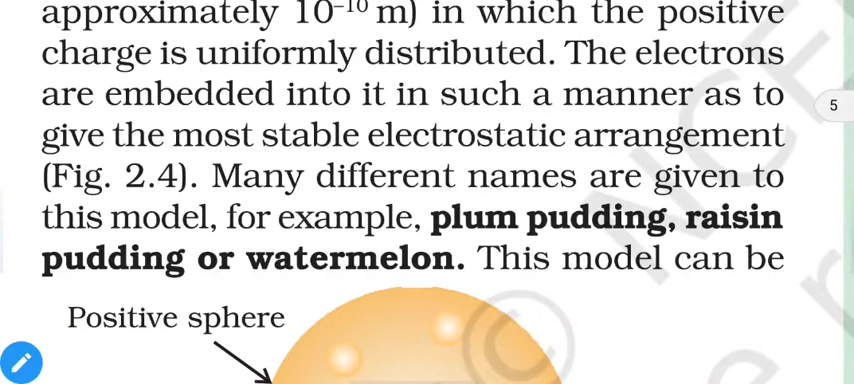 approximately 10⁻¹⁰ m) in which the positive
charge is uniformly distributed. The electrons
are embedded into it in such a manner as to
give the most stable electrostatic arrangement
(Fig. 2.4). Many different names are given to
this model, for example, plum pudding, raisin
pudding or watermelon. This model can be
Positive sphere
5